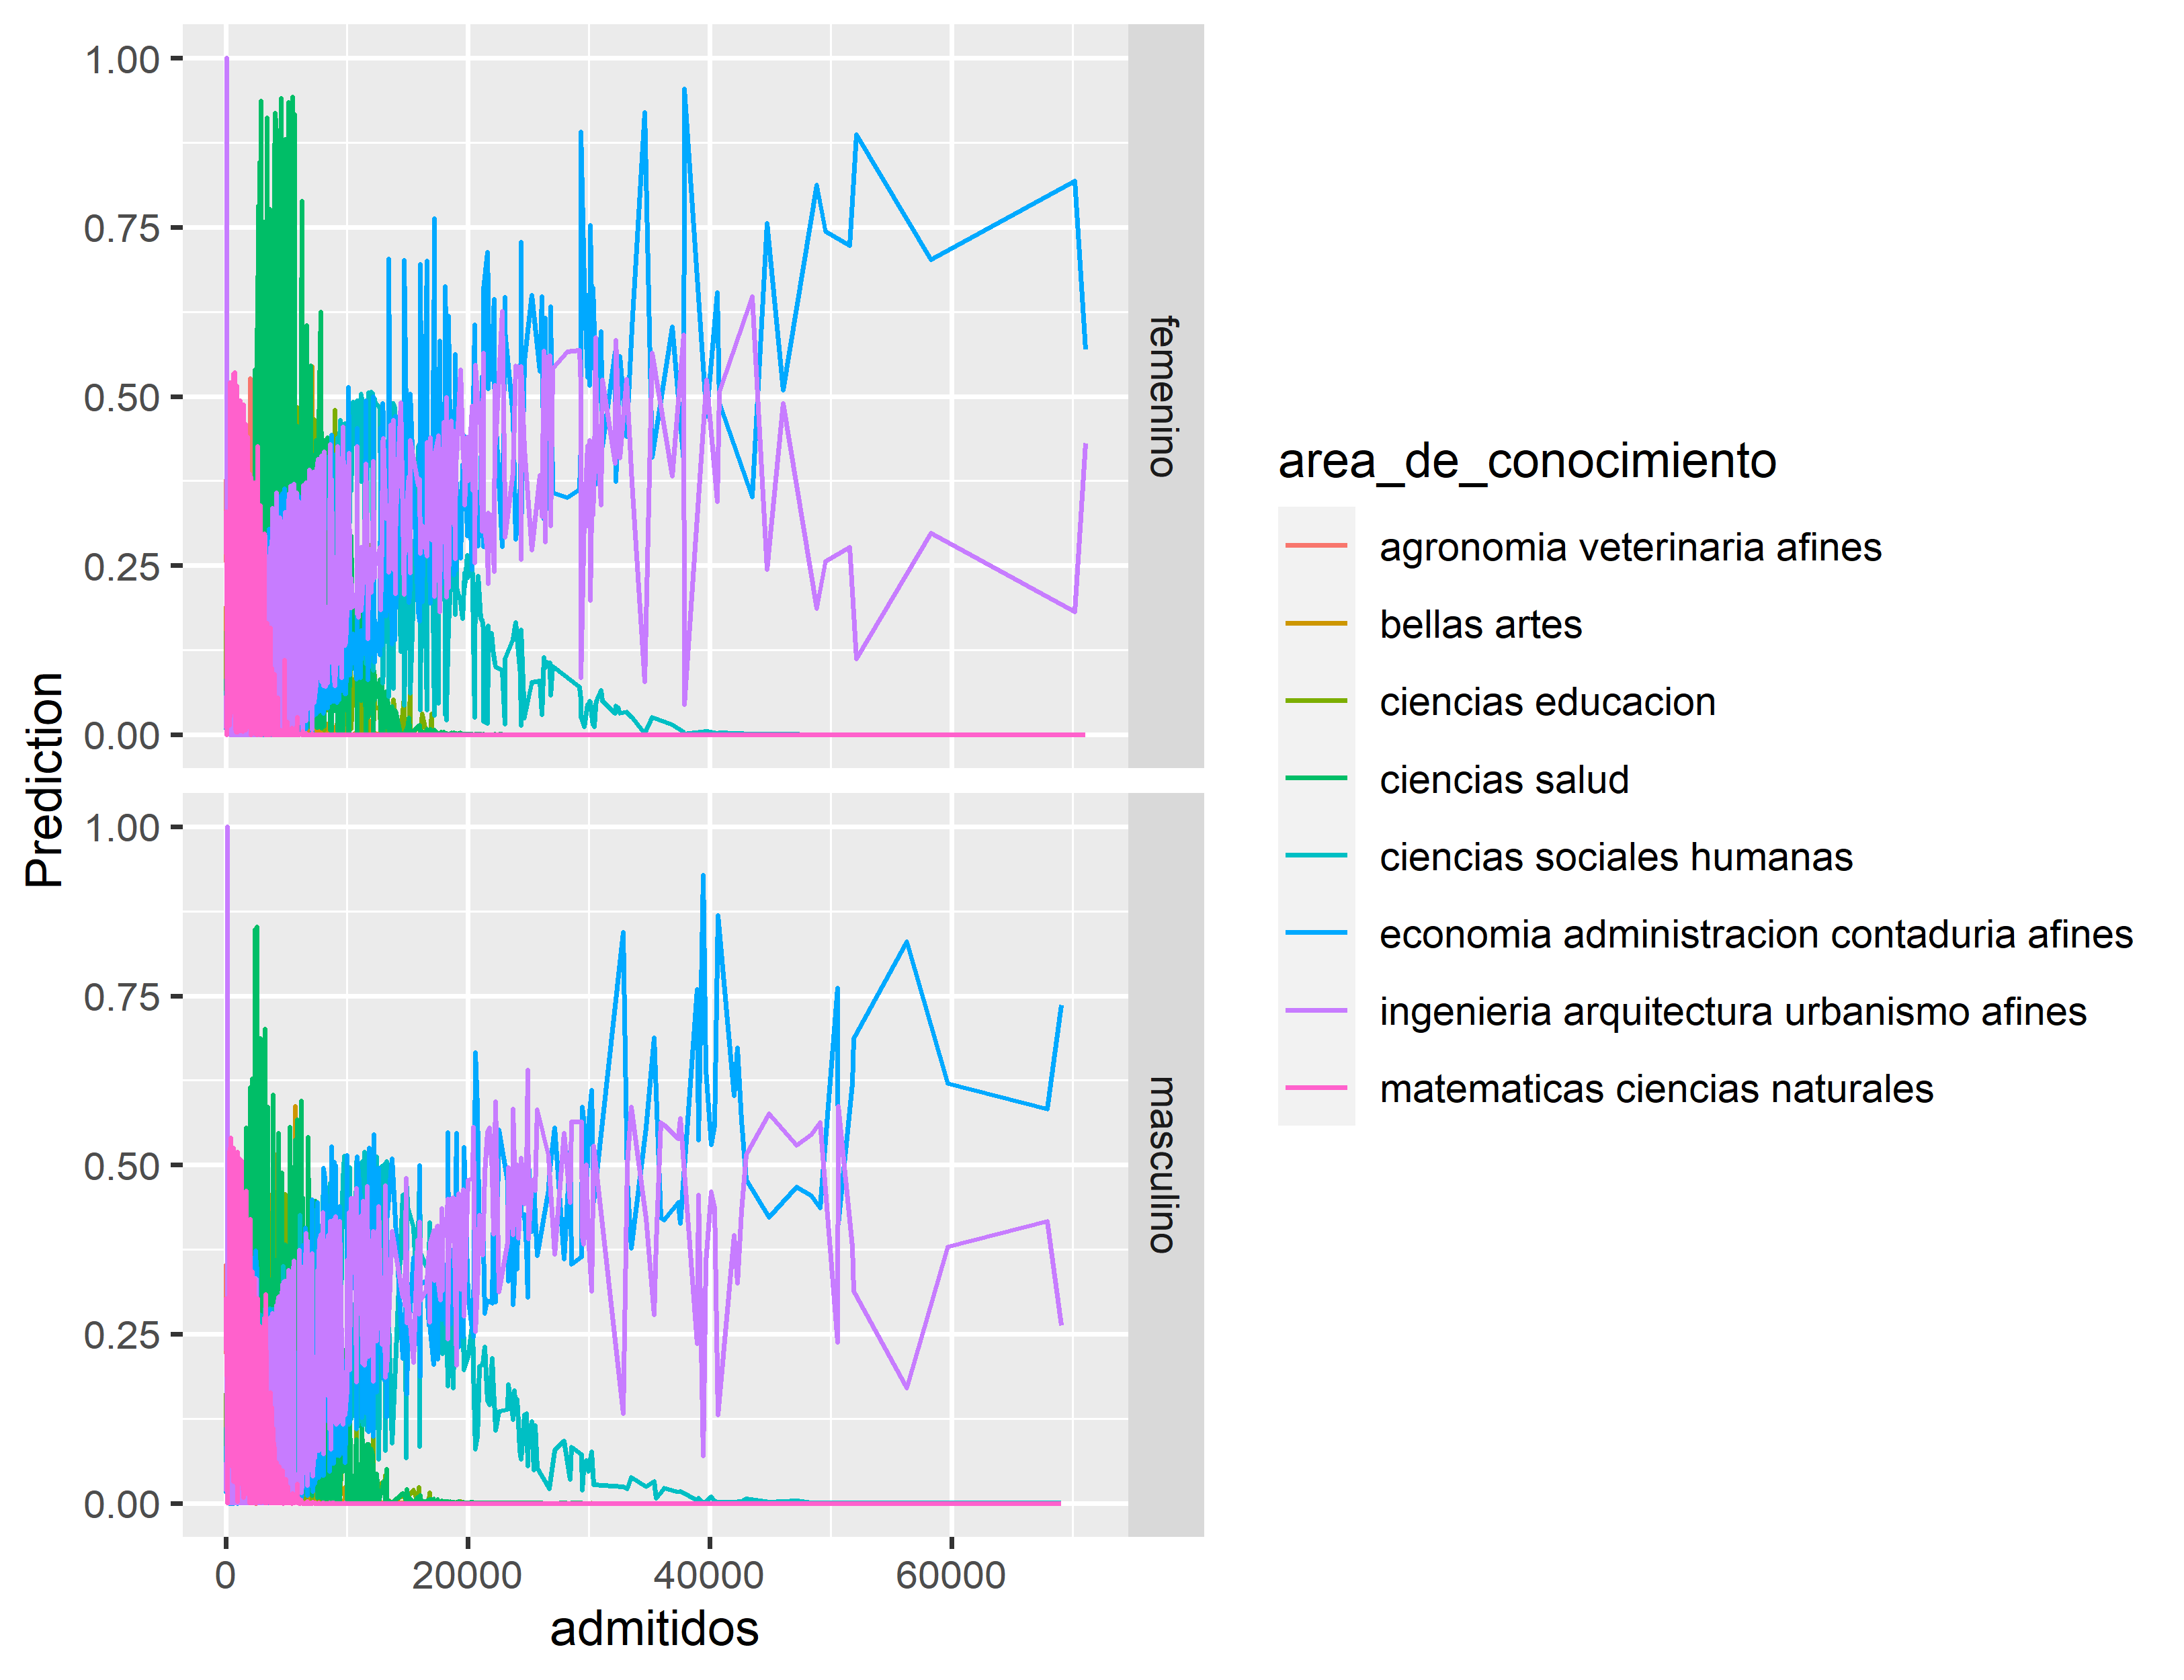 1.00
0.75
0.50
0.25
0.00
femenino
Prediction
1.00
0.75
0.50
0.25
0.00
masculino
0 20000 40000 60000
admitidos
area_de_conocimiento
agronomia veterinaria afines
bellas artes
ciencias educacion
ciencias salud
ciencias sociales humanas
economia administracion contaduria afines
ingenieria arquitectura urbanismo afines
matematicas ciencias naturales